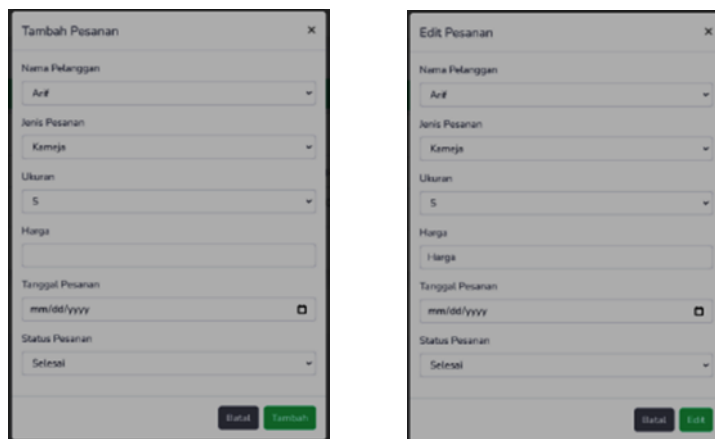 Tambah Pesanan ×
Nama Pelanggan
Arif
Jenis Pesanan
Kameja
Ukuran
S
Harga
Tanggal Pesanan
mm/dd/yyyy
Status Pesanan
Selesai
Batal Tambah
Edit Pesanan ×
Nama Pelanggan
Arif
Jenis Pesanan
Kameja
Ukuran
S
Harga
Harga
Tanggal Pesanan
mm/dd/yyyy
Status Pesanan
Selesai
Batal Edit